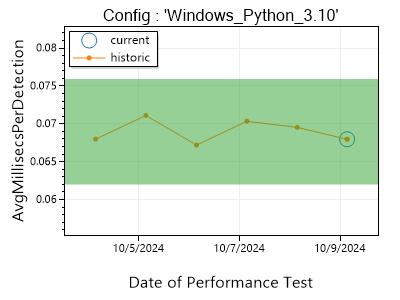 Config : 'Windows_Python_3.10'
current
historic
0.08
0.075
0.07
0.065
0.06
AvgMillisecsPerDetection
10/5/2024
10/7/2024
10/9/2024
Date of Performance Test